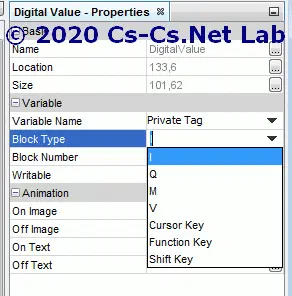 Digital Value - Properties
Basic
© 2020 Cs-Cs.Net Lab
Name DigitalValue
Location 133,6
Size 101,62
Variable
Variable Name Private Tag
Block Type I
Block Number I
Writable Q
Animation M
On Image V
Off Image Cursor Key
On Text Function Key
Off Text Shift Key